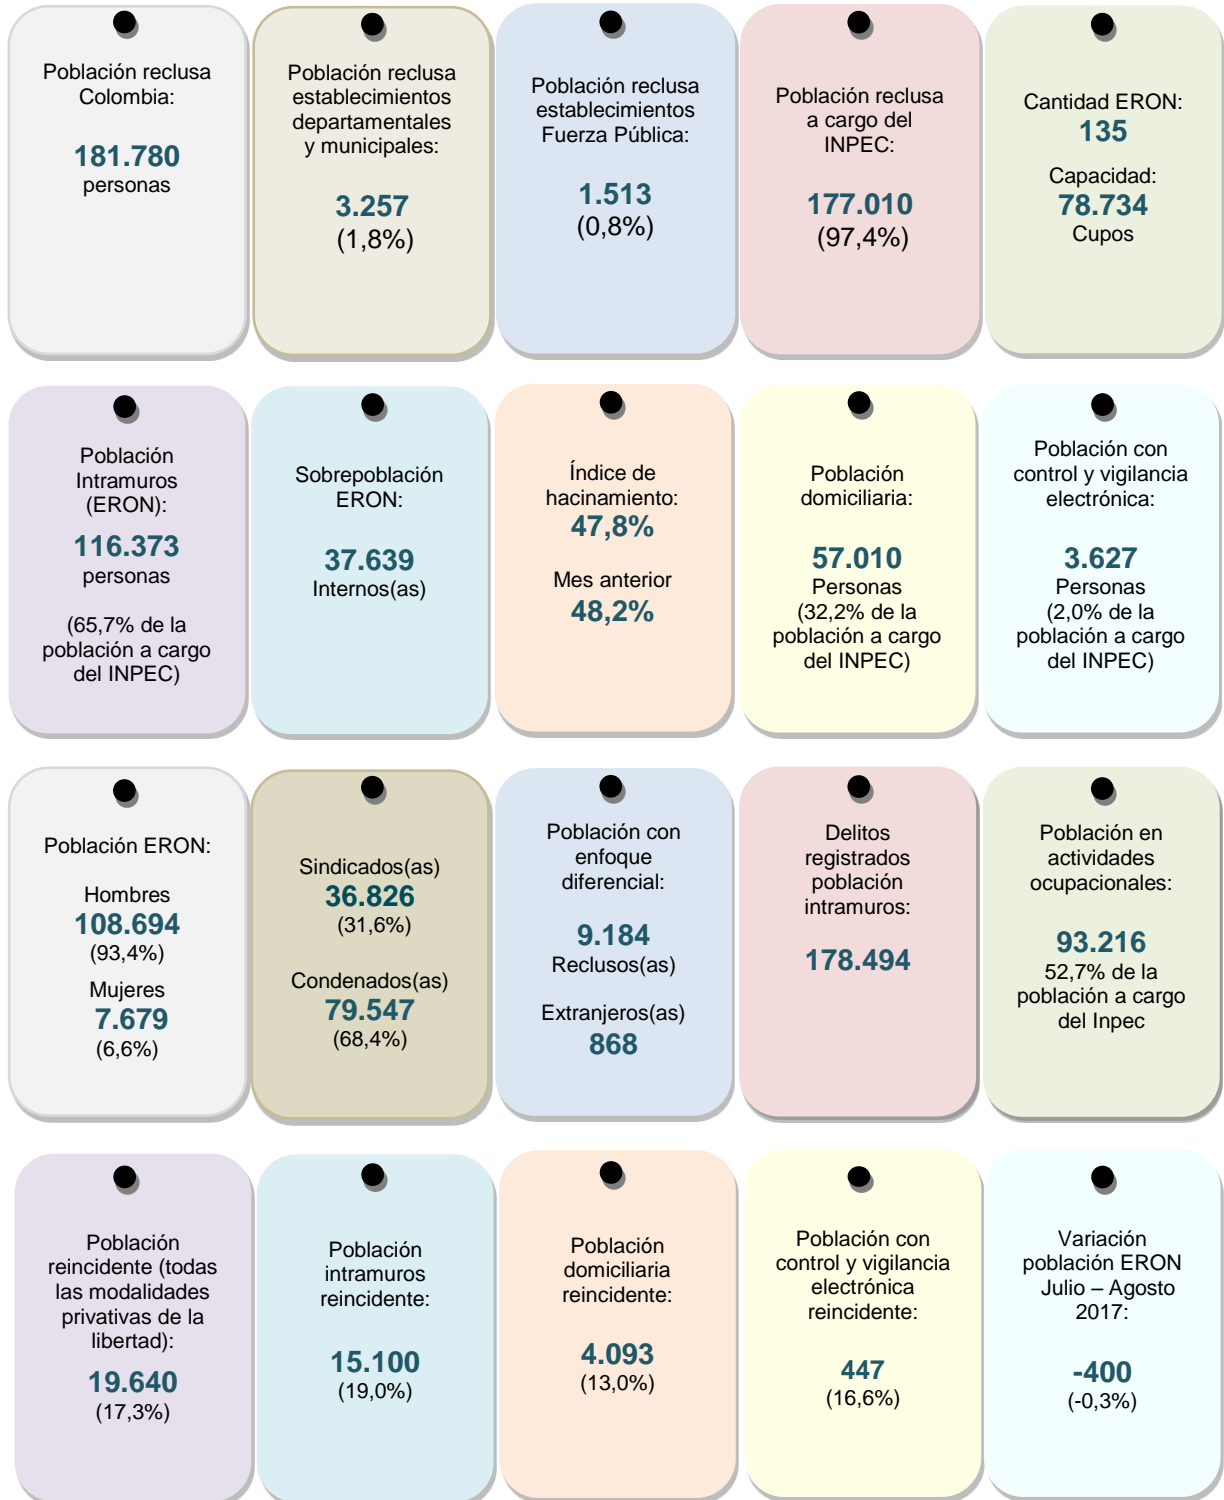 Población reclusa
Colombia:
181.780
personas
Población reclusa
establecimientos
departamentales
y municipales:
3.257
(1,8%)
Población reclusa
establecimientos
Fuerza Pública:
1.513
(0,8%)
Población reclusa
a cargo del
INPEC:
177.010
(97,4%)
Cantidad ERON:
135
Capacidad:
78.734
Cupos
Población
Intramuros
(ERON):
116.373
personas
(65,7% de la
población a cargo
del INPEC)
Sobrepoblación
ERON:
37.639
Internos(as)
Índice de
hacinamiento:
47,8%
Mes anterior
48,2%
Población
domiciliaria:
57.010
Personas
(32,2% de la
población a cargo
del INPEC)
Población con
control y vigilancia
electrónica:
3.627
Personas
(2,0% de la
población a cargo
del INPEC)
Población ERON:
Hombres
108.694
(93,4%)
Mujeres
7.679
(6,6%)
Sindicados(as)
36.826
(31,6%)
Condenados(as)
79.547
(68,4%)
Población con
enfoque
diferencial:
9.184
Reclusos(as)
Extranjeros(as)
868
Delitos
registrados
población
intramuros:
178.494
Población en
actividades
ocupacionales:
93.216
52,7% de la
población a cargo
del Inpec
Población
reincidente (todas
las modalidades
privativas de la
libertad):
19.640
(17,3%)
Población
intramuros
reincidente:
15.100
(19,0%)
Población
domiciliaria
reincidente:
4.093
(13,0%)
Población con
control y vigilancia
electrónica
reincidente:
447
(16,6%)
Variación
población ERON
Julio – Agosto
2017:
-400
(-0,3%)